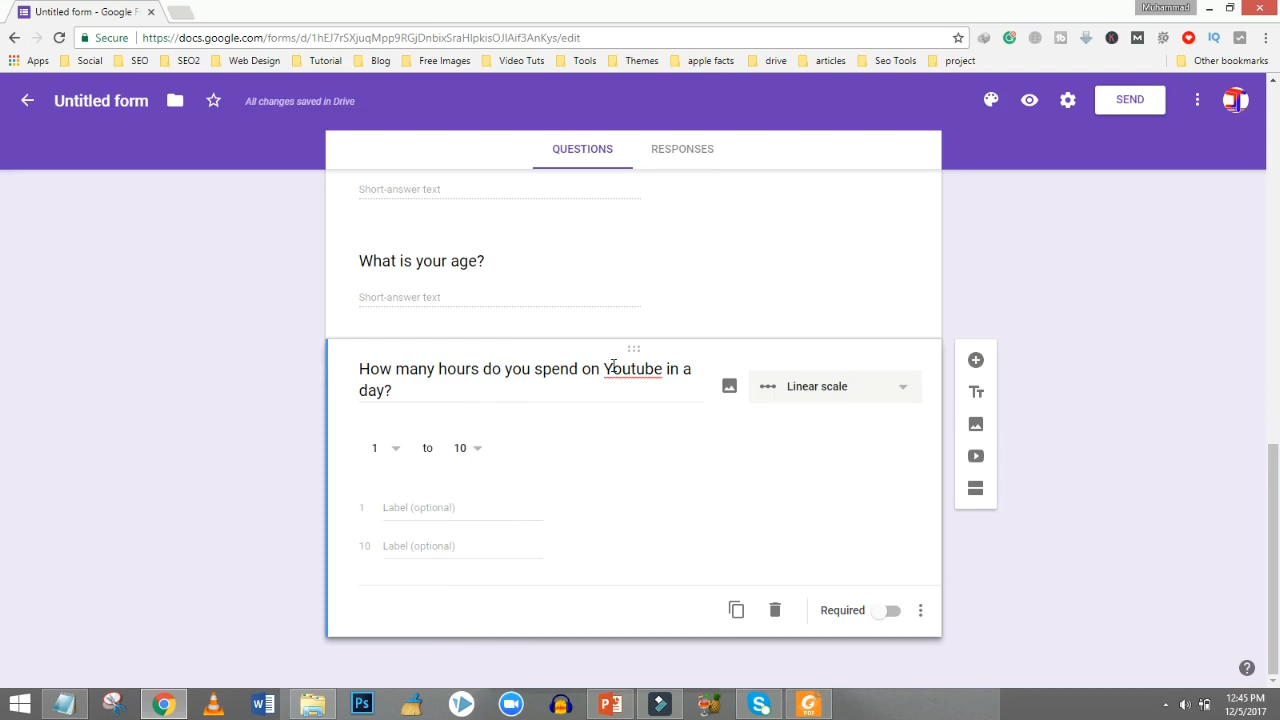 Untitled form - Google F
Muhammad
Secure
https://docs.google.com/forms/d/1hEJ7rSXjuqMpp9RGjDnbixSraHlpkisOJlAif3AnKys/edit
Apps Social SEO SEO2 Web Design Tutorial Blog Free Images Video Tuts Tools Themes apple facts drive articles Seo Tools project Other bookmarks
Untitled form All changes saved in Drive SEND
QUESTIONS RESPONSES
Short-answer text
What is your age?
Short-answer text
How many hours do you spend on Youtube in a
day?
Linear scale
1 to 10
1 Label (optional)
10 Label (optional)
Required
12:45 PM
12/5/2017